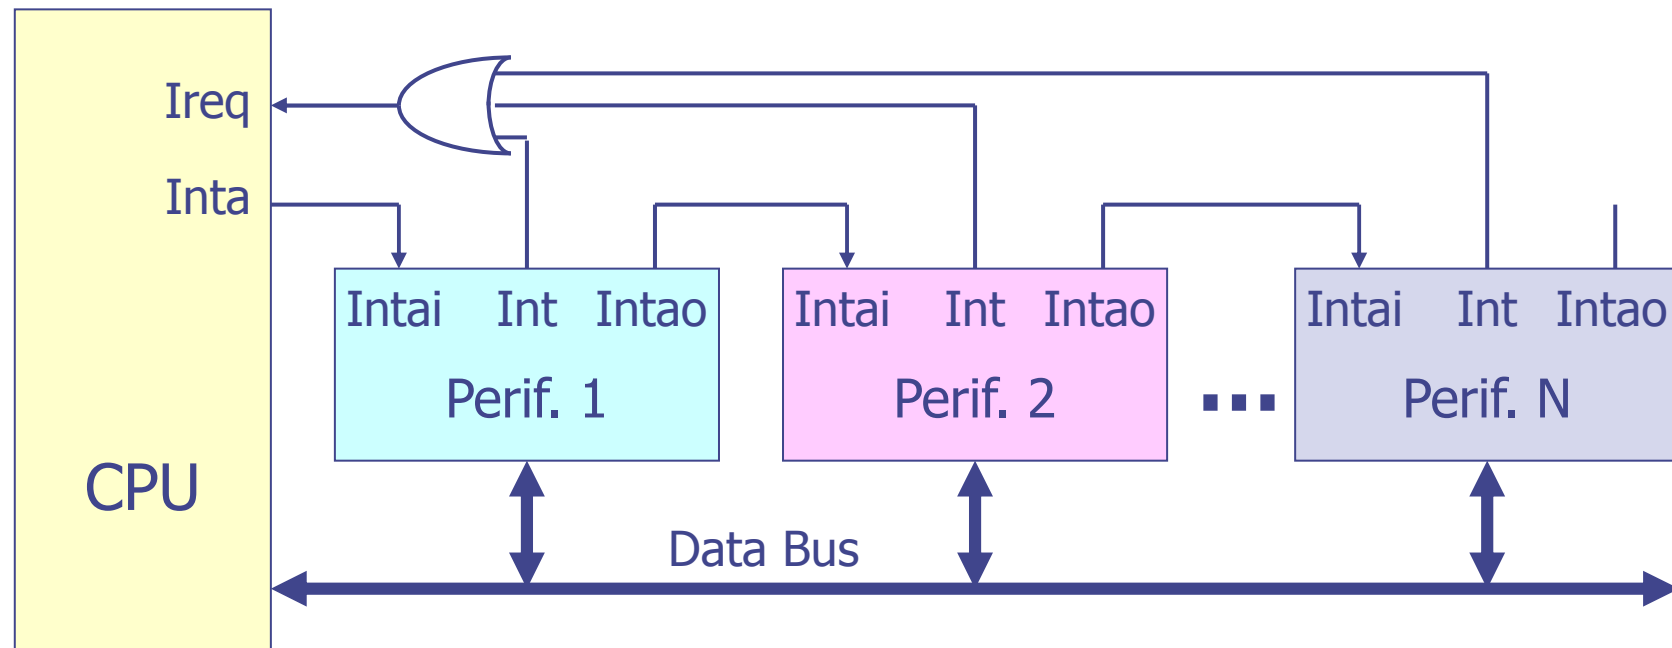 Ireq
Inta
Intai Int Intao
Intai Int Intao
Intai Int Intao
Perif. 1
Perif. 2
...
Perif. N
CPU
Data Bus